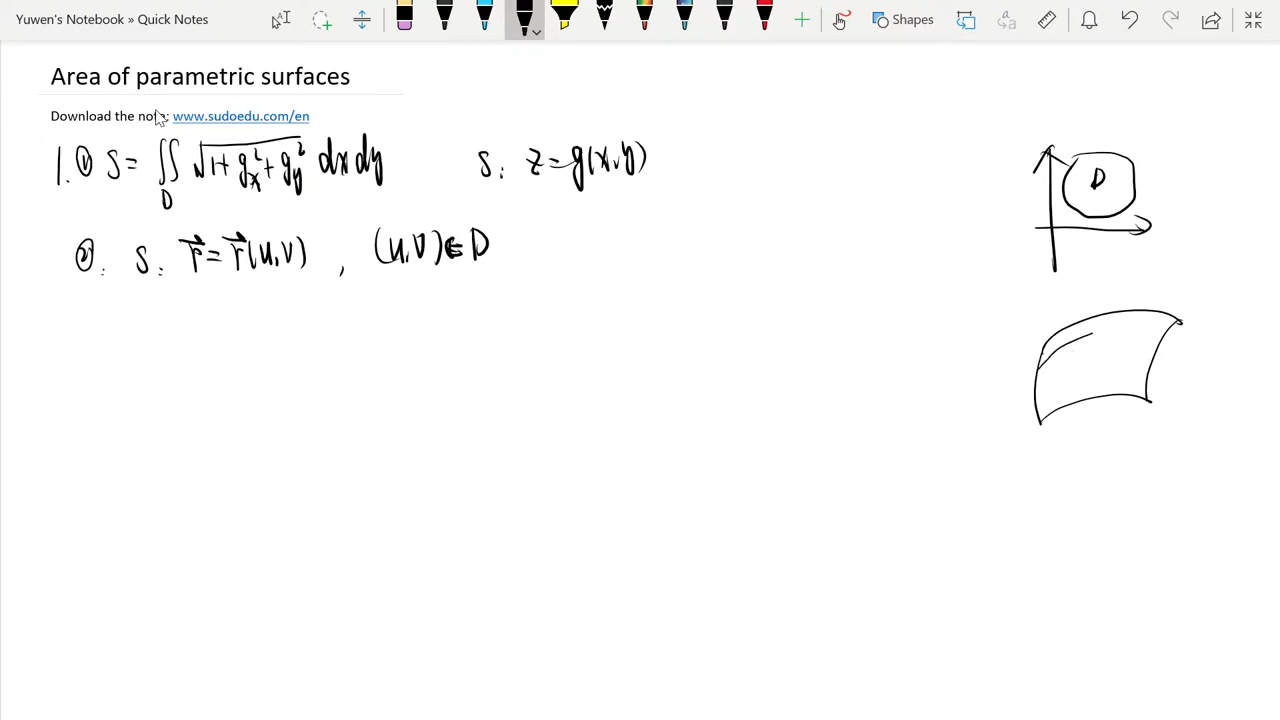 Yuwen's Notebook » Quick Notes
Shapes
Area of parametric surfaces
Download the note: www.sudoedu.com/en
1. ① S = ∬_D √(1 + g_x² + g_y²) dxdy   S: z = g(x,y)
②: S: r⃗ = r⃗(u,v), (u,v) ∈ D
D